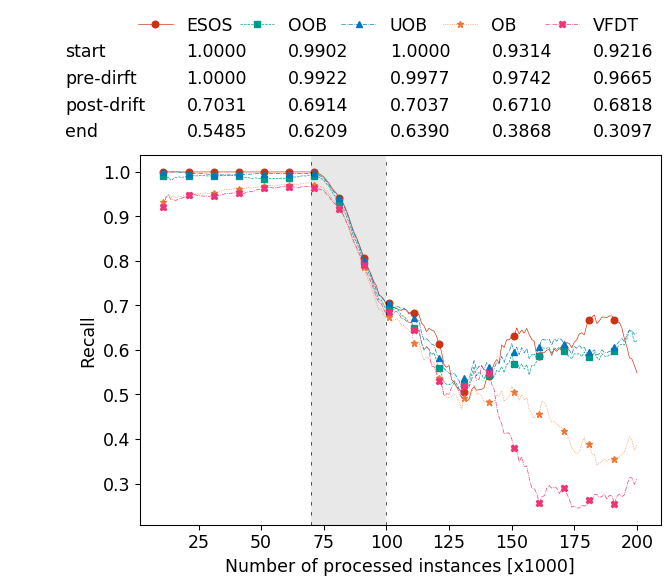 ESOS OOB UOB OB VFDT
start 1.0000 0.9902 1.0000 0.9314 0.9216
pre-dirft 1.0000 0.9922 0.9977 0.9742 0.9665
post-drift 0.7031 0.6914 0.7037 0.6710 0.6818
end 0.5485 0.6209 0.6390 0.3868 0.3097
1.0
0.9
0.8
0.7
0.6
0.5
0.4
0.3
Recall
25 50 75 100 125 150 175 200
Number of processed instances [x1000]